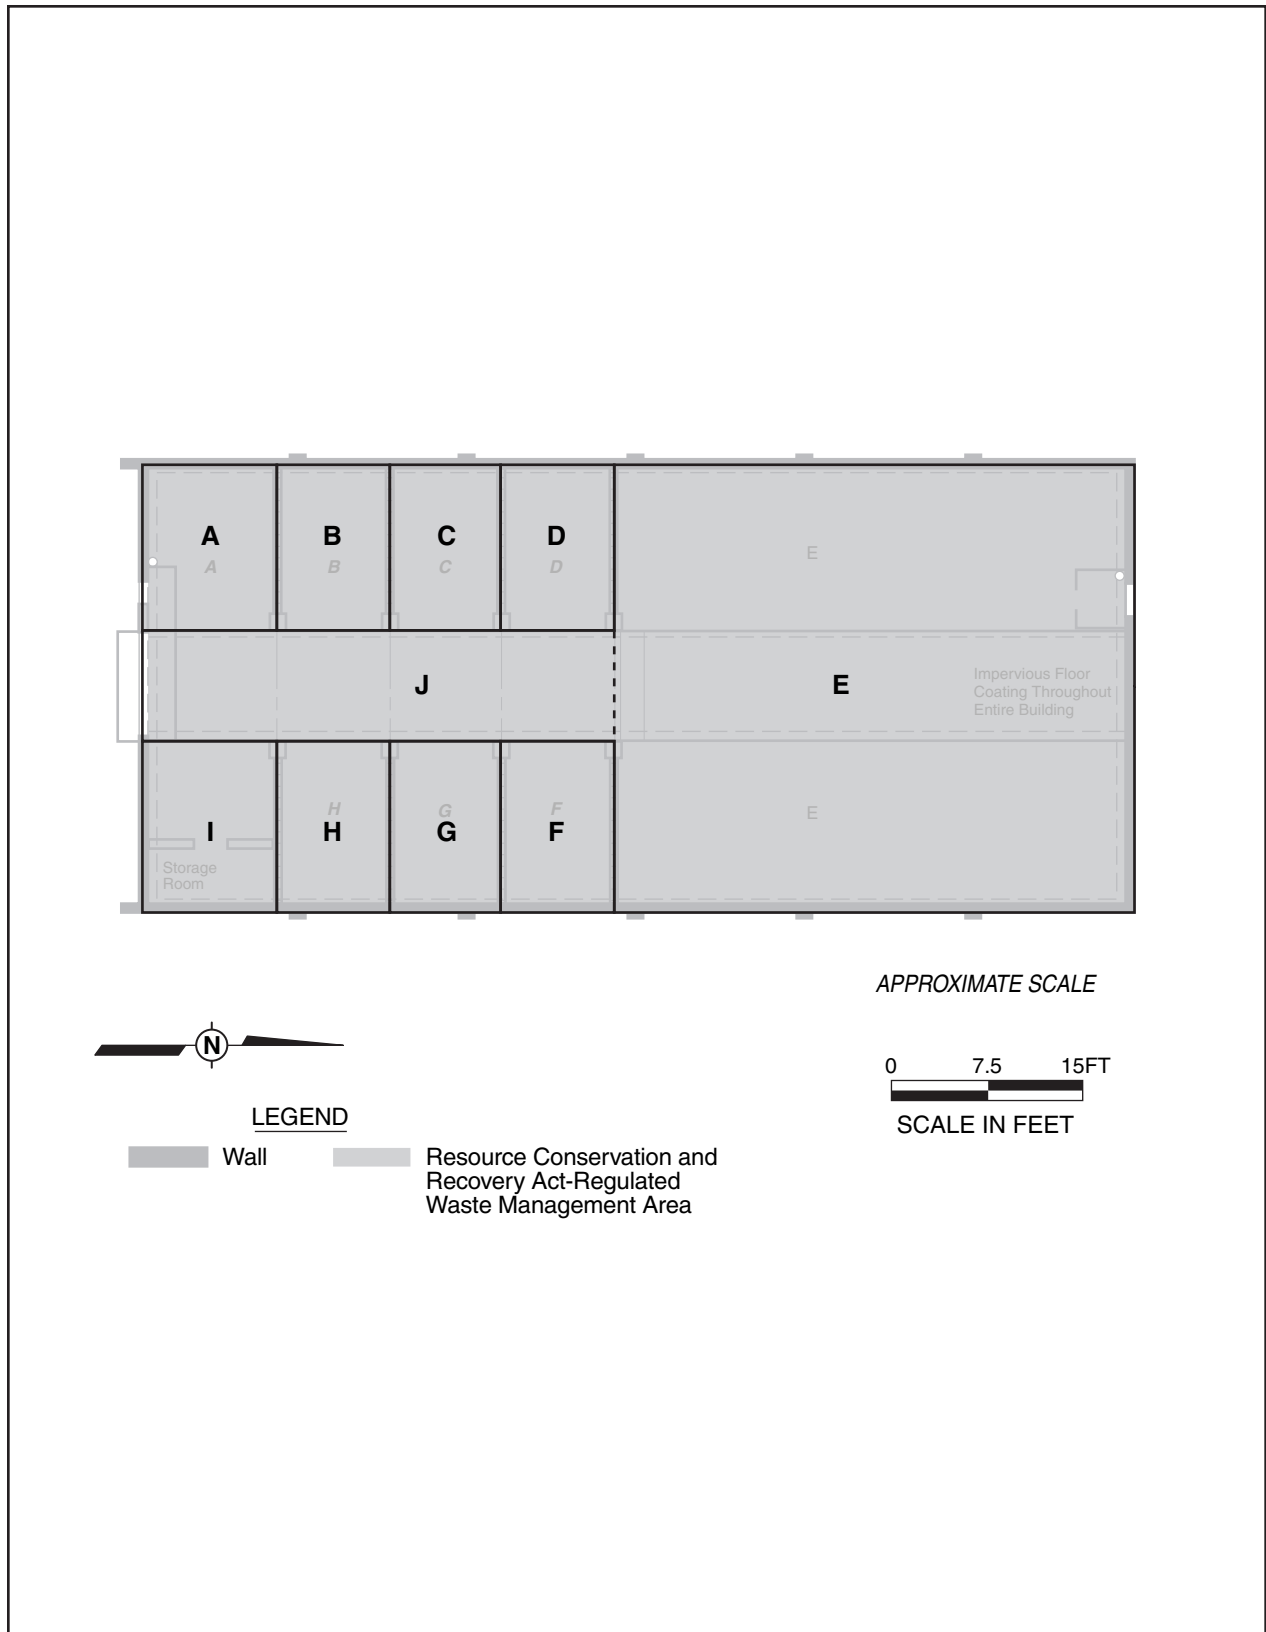 A
B
C
D
A
B
C
D
E
J
E
Impervious Floor
Coating Throughout
Entire Building
H
G
F
E
I
H
G
F
Storage
Room
APPROXIMATE SCALE
N
0 7.5 15FT
SCALE IN FEET
LEGEND
Wall
Resource Conservation and
Recovery Act-Regulated
Waste Management Area